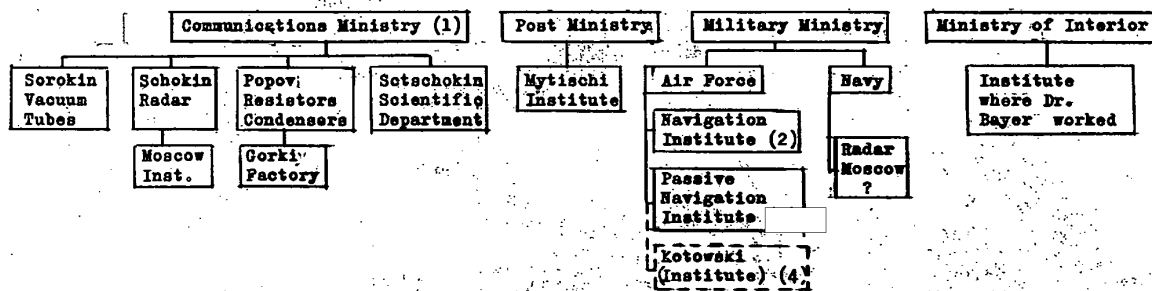 Communications Ministry (1)
Post Ministry
Military Ministry
Ministry of Interior
Sorokin
Vacuum
Tubes
Schokin
Radar
Popov
Resistors
Condensers
Sotschokin
Scientific
Department
Mytischi
Institute
Air Force
Navy
Institute
where Dr.
Bayer worked
Moscow
Inst.
Gorkiy
Factory
Navigation
Institute (2)
Passive
Navigation
Institute
Kotowski
(Institute) (4)
Radar
Moscow
?